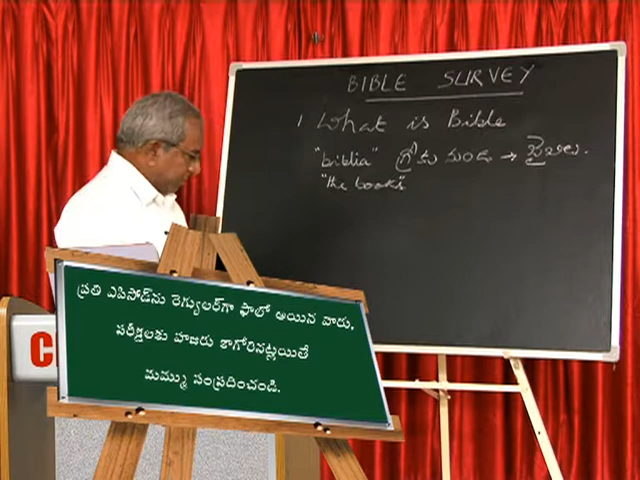 BIBLE SURVEY
1 What is Bible
"biblia" గ్రీకు నుండి → బైబిలు.
"the books"
ప్రతి ఎపిసోడ్‌ను రెగ్యులర్‌గా ఫాలో అయిన వారు,
పరీక్షలకు హాజరు కాగోరినట్లయితే
మమ్ము సంప్రదించండి.
C